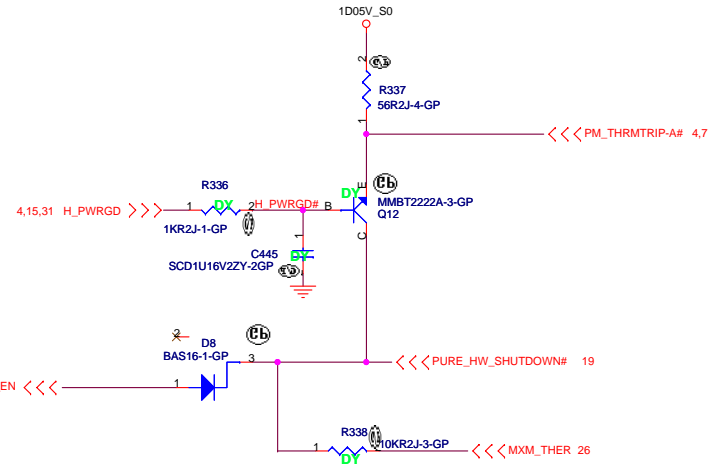 1D05V_S0
2
R337
56R2J-4-GP
1
PM_THRMTRIP-A# 4,7
E
R336
DY
MMBT2222A-3-GP
4,15,31 H_PWRGD
1
DY
2
H_PWRGD#
B
Q12
1KR2J-1-GP
1
C
C445
DY
SCD1U16V2ZY-2GP
2
D8
BAS16-1-GP
3
PURE_HW_SHUTDOWN# 19
EN
1
R338
1
10KR2J-3-GP
DY
MXM_THER 26